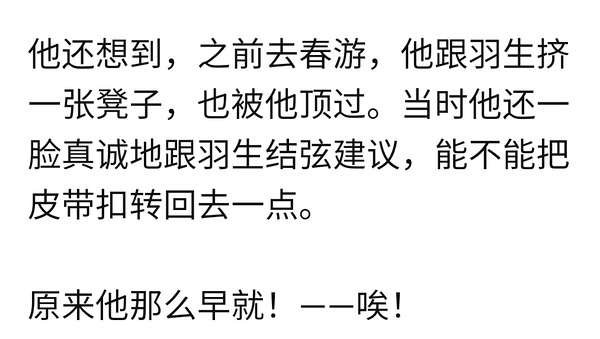 他还想到，之前去春游，他跟羽生挤
一张凳子，也被他顶过。当时他还一
脸真诚地跟羽生结弦建议，能不能把
皮带扣转回去一点。
原来他那么早就！——唉！